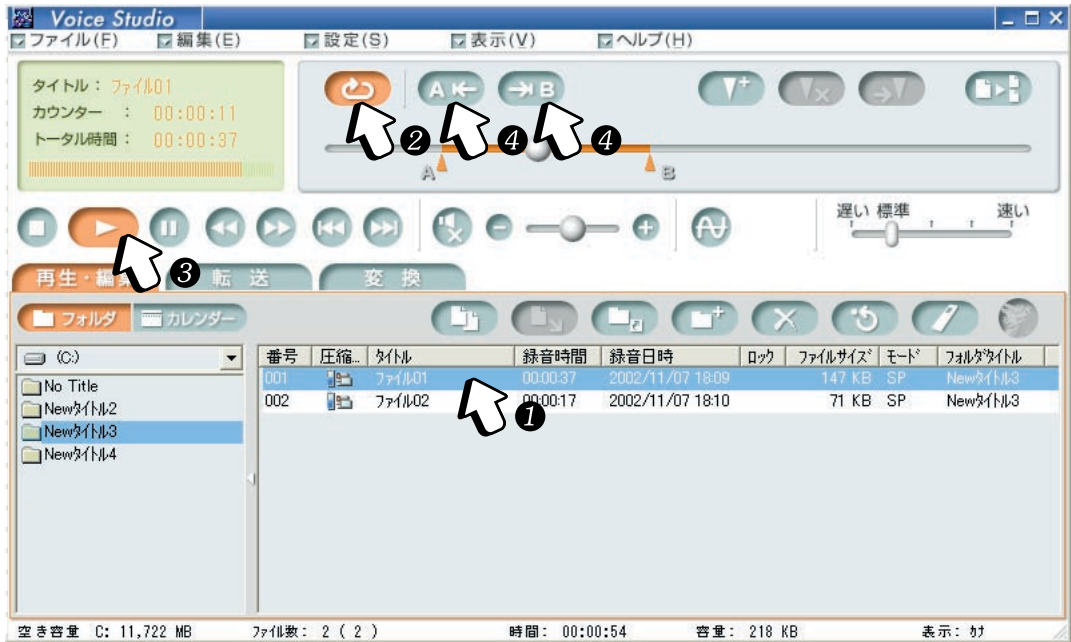 Voice Studio
ファイル(F) 編集(E) 設定(S) 表示(V) ヘルプ(H)
タイトル： ファイル01
カウンター ： 00:00:11
トータル時間： 00:00:37
A B
2 4 4
A B
遅い 標準 速い
3
再生・編集 転送 変換
フォルダ カレンダー
(C:)
番号 圧縮... タイトル 録音時間 録音日時 ロック ファイルサイズ モード フォルダタイトル
001 ファイル01 00:00:37 2002/11/07 18:09 147 KB SP Newタイトル3
002 ファイル02 00:00:17 2002/11/07 18:10 71 KB SP Newタイトル3
1
No Title
Newタイトル2
Newタイトル3
Newタイトル4
空き容量 C: 11,722 MB ファイル数: 2 ( 2 ) 時間: 00:00:54 容量: 218 KB 表示: カナ